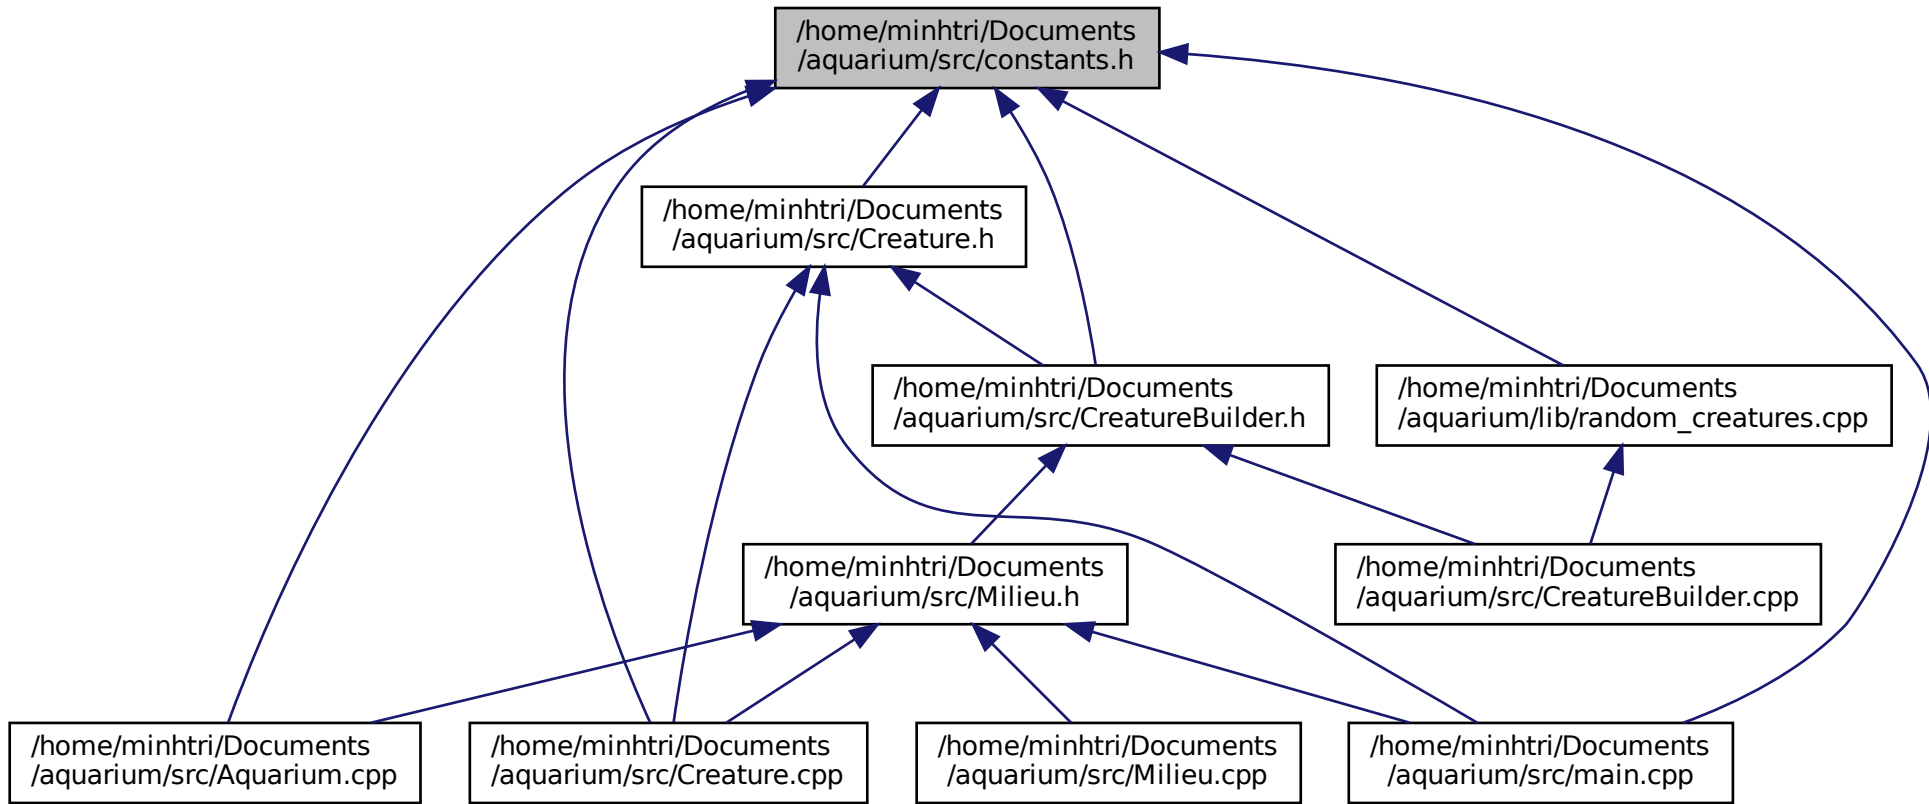 /home/minhtri/Documents
/aquarium/src/constants.h
/home/minhtri/Documents
/aquarium/src/Creature.h
/home/minhtri/Documents
/aquarium/src/CreatureBuilder.h
/home/minhtri/Documents
/aquarium/lib/random_creatures.cpp
/home/minhtri/Documents
/aquarium/src/Milieu.h
/home/minhtri/Documents
/aquarium/src/CreatureBuilder.cpp
/home/minhtri/Documents
/aquarium/src/Aquarium.cpp
/home/minhtri/Documents
/aquarium/src/Creature.cpp
/home/minhtri/Documents
/aquarium/src/Milieu.cpp
/home/minhtri/Documents
/aquarium/src/main.cpp